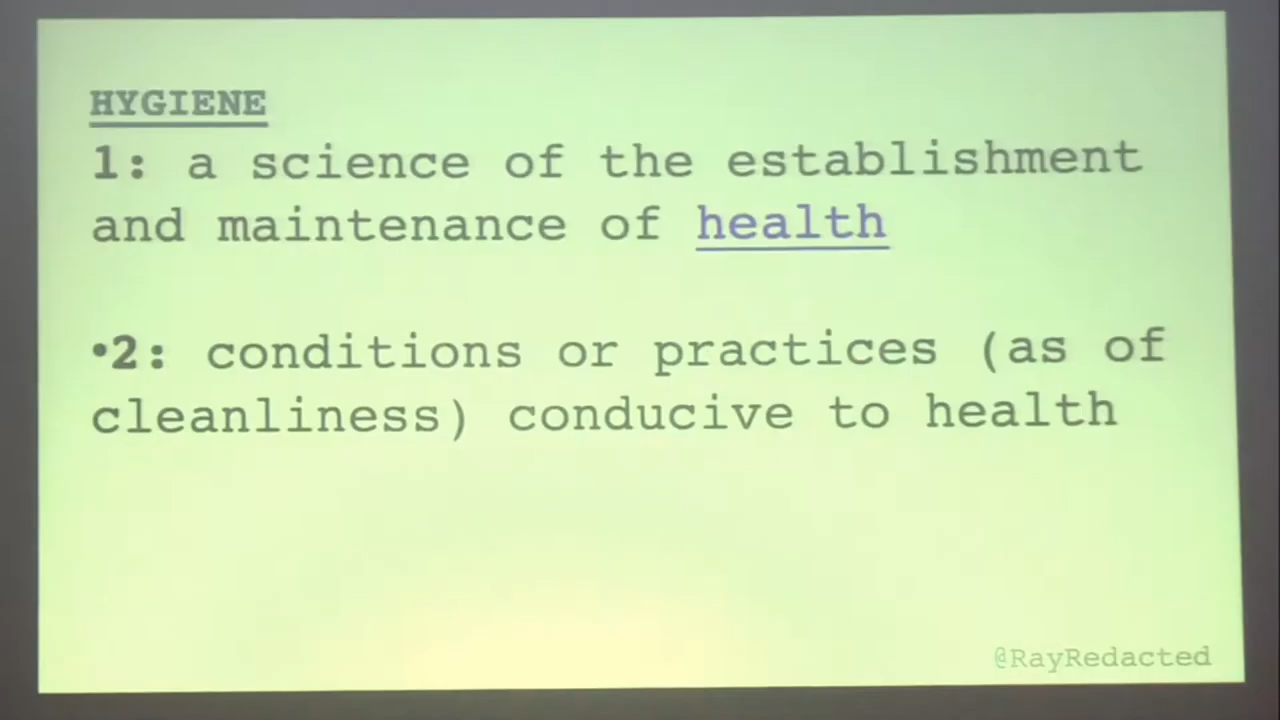 HYGIENE
1: a science of the establishment
and maintenance of health
•2: conditions or practices (as of
cleanliness) conducive to health
@RayRedacted